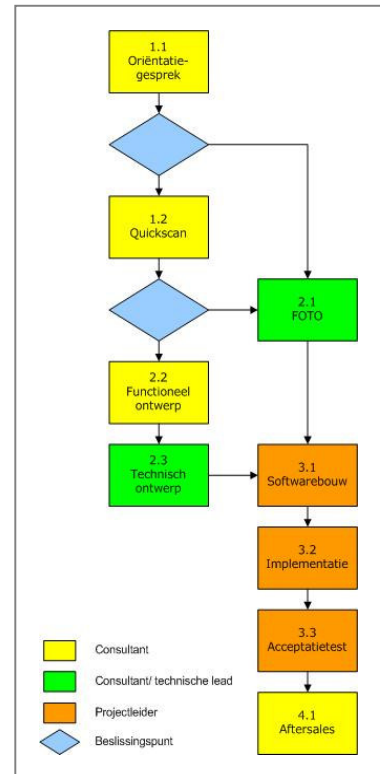 1.1
Oriëntatie-
gesprek
1.2
Quickscan
2.1
FOTO
2.2
Functioneel
ontwerp
2.3
Technisch
ontwerp
3.1
Softwarebouw
3.2
Implementatie
3.3
Acceptatietest
4.1
Aftersales
Consultant
Consultant/ technische lead
Projectleider
Beslissingspunt